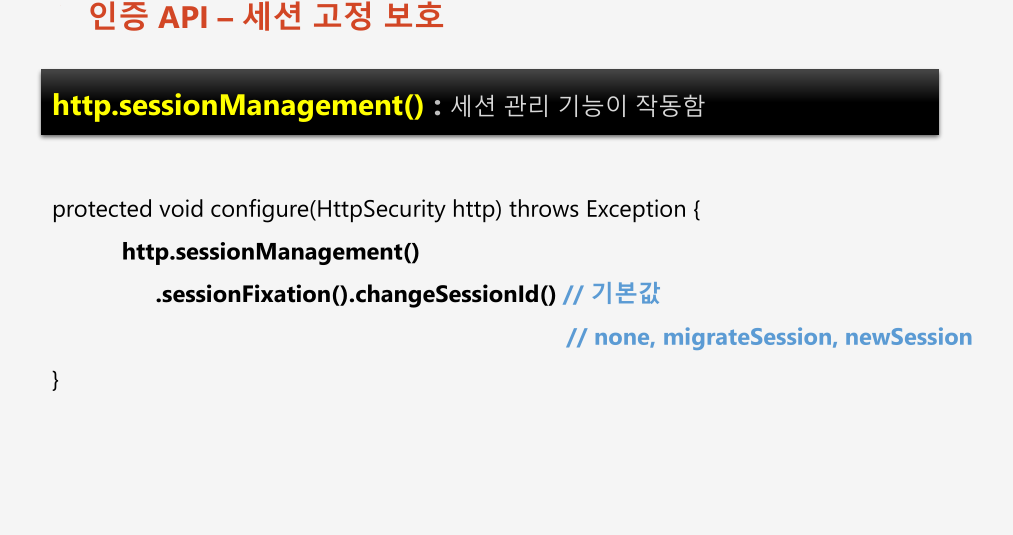 인증 API – 세션 고정 보호
http.sessionManagement() : 세션 관리 기능이 작동함
protected void configure(HttpSecurity http) throws Exception {
http.sessionManagement()
.sessionFixation().changeSessionId() // 기본값
// none, migrateSession, newSession
}